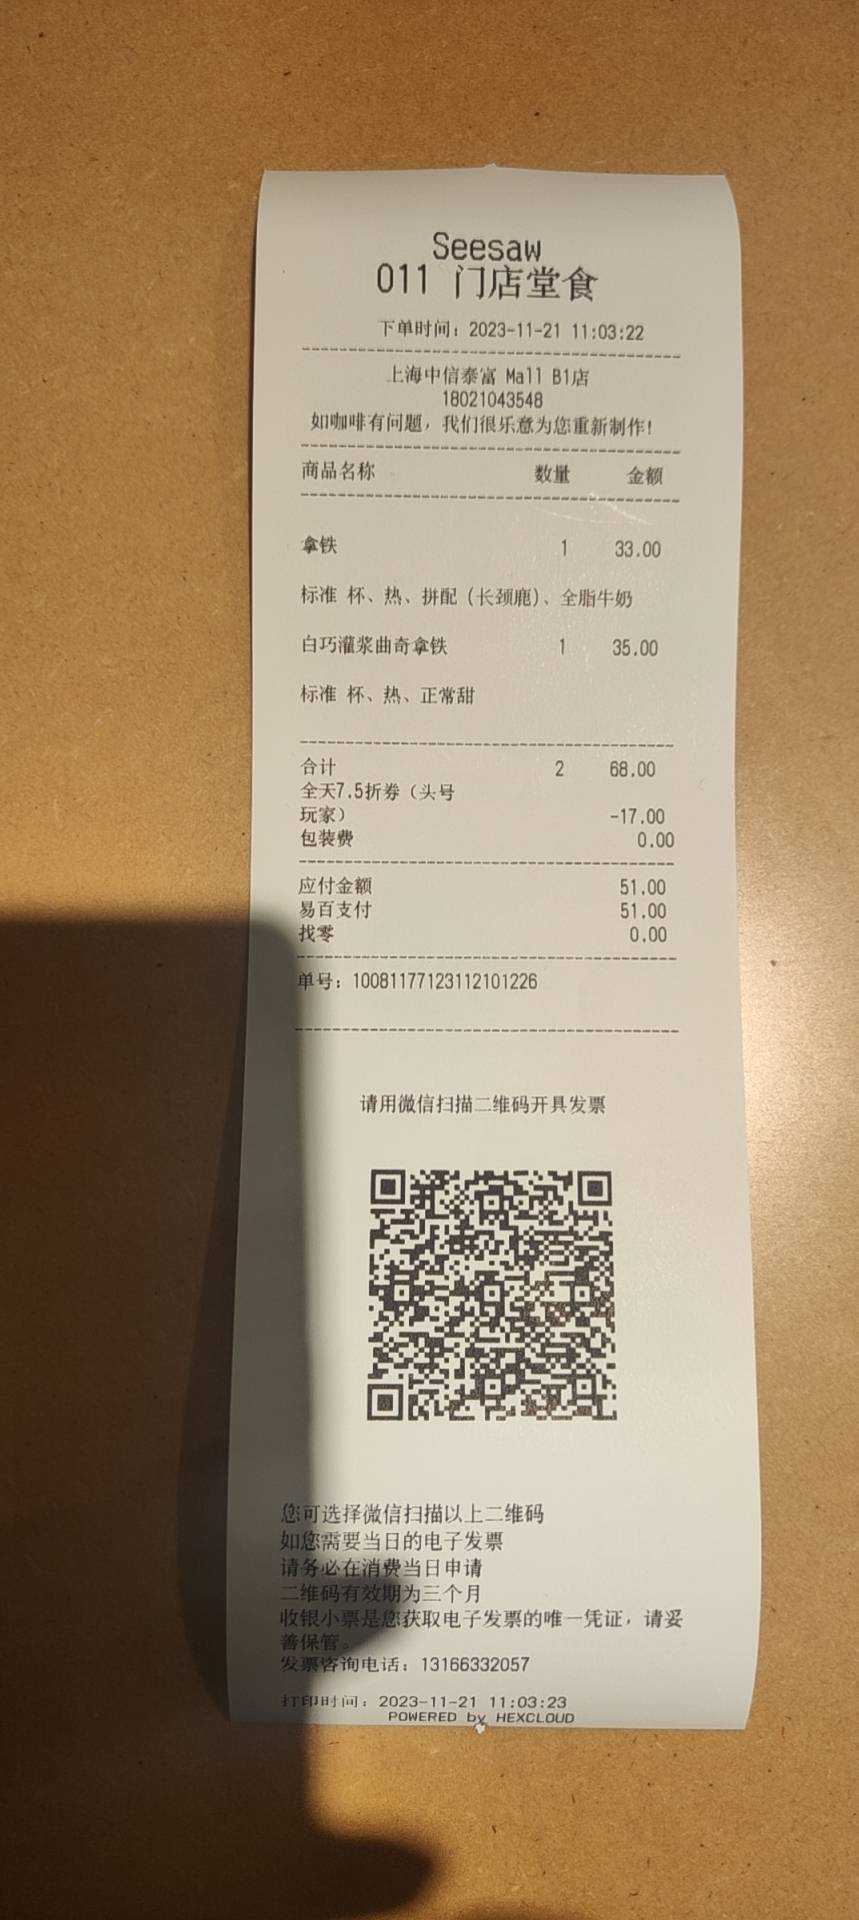 Seesaw
011 门店堂食
下单时间：2023-11-21 11:03:22
上海中信泰富 Mall B1店
18021043548
如咖啡有问题，我们很乐意为您重新制作!
商品名称 数量 金额
拿铁 1 33.00
标准 杯、热、拼配（长颈鹿）、全脂牛奶
白巧灌浆曲奇拿铁 1 35.00
标准 杯、热、正常甜
合计 2 68.00
全天7.5折券（头号
玩家） -17.00
包装费 0.00
应付金额 51.00
易百支付 51.00
找零 0.00
单号：10081177123112101226
请用微信扫描二维码开具发票
您可选择微信扫描以上二维码
如您需要当日的电子发票
请务必在消费当日申请
二维码有效期为三个月
收银小票是您获取电子发票的唯一凭证，请妥
善保管。
发票咨询电话：13166332057
打印时间：2023-11-21 11:03:23
POWERED by HEXCLOUD